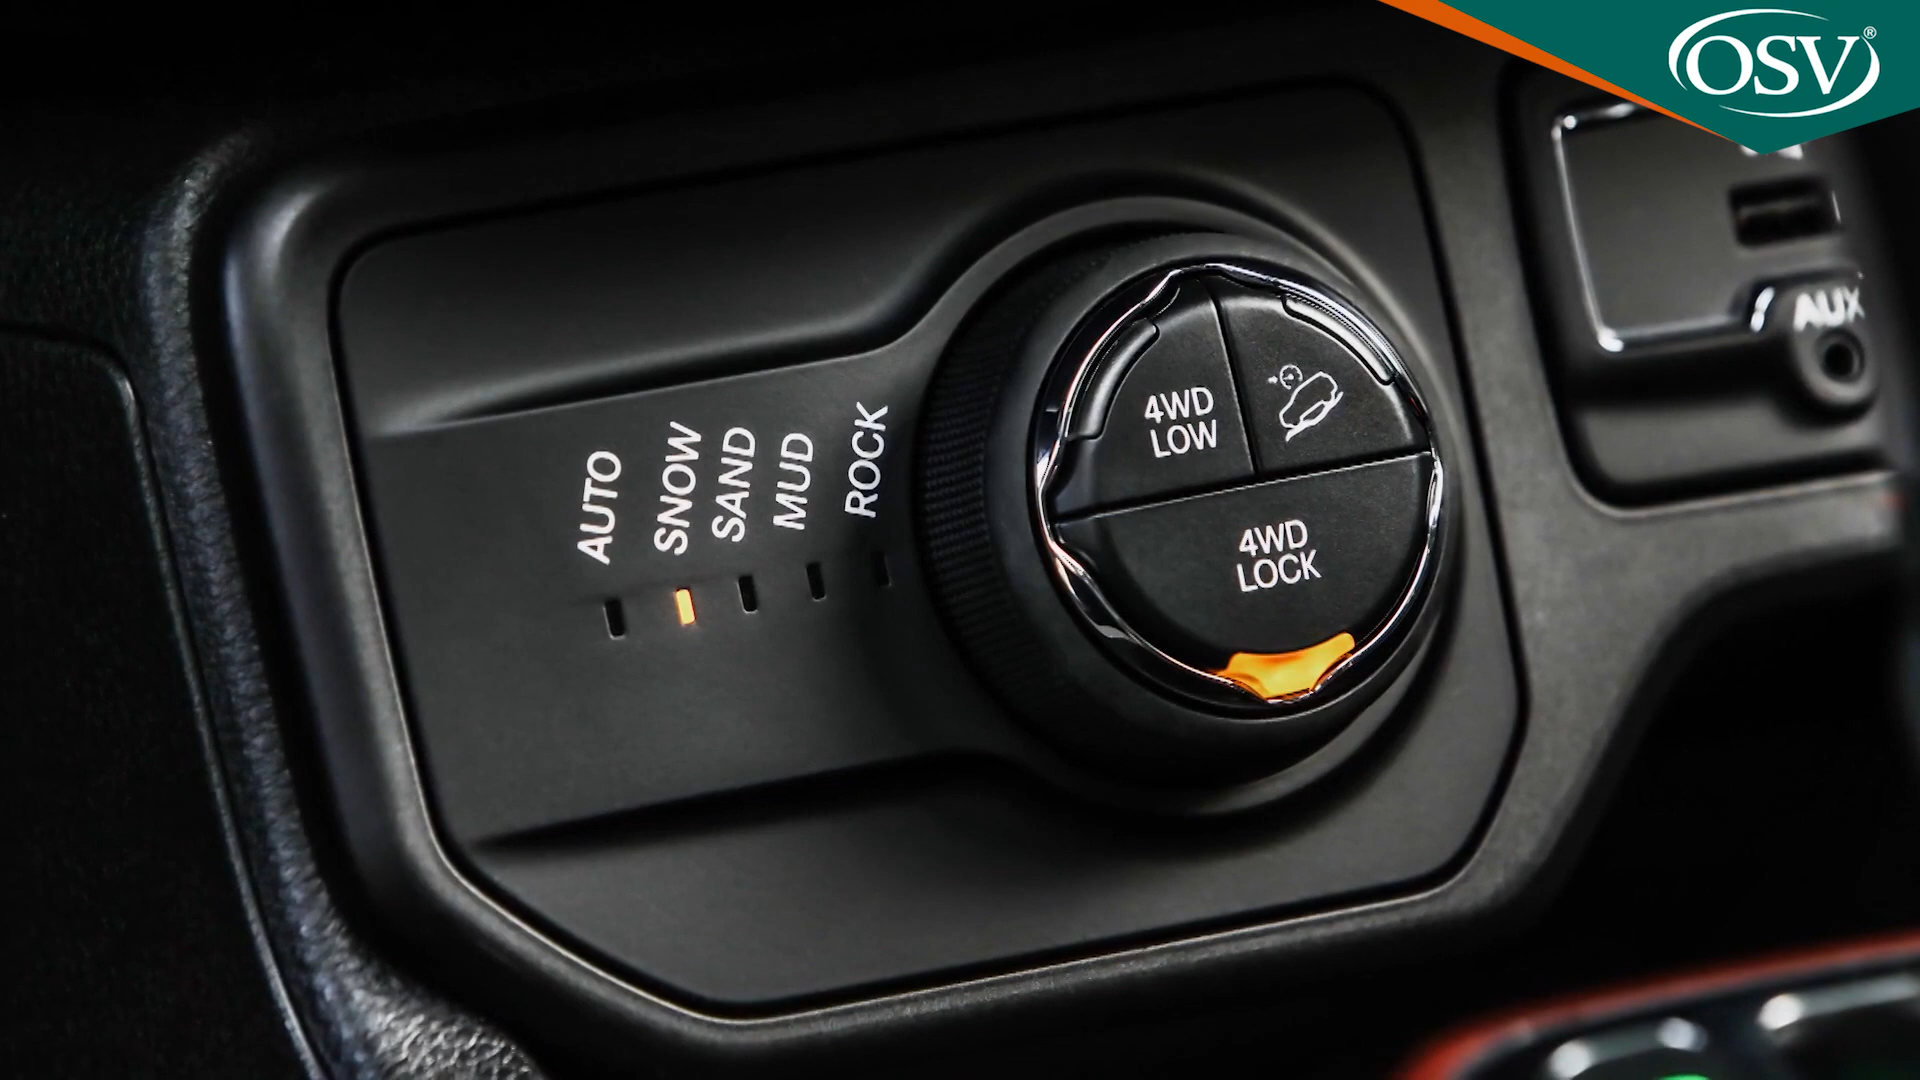 OSV®
AUX
AUTO
SNOW
SAND
MUD
ROCK
4WD
LOW
4WD
LOCK